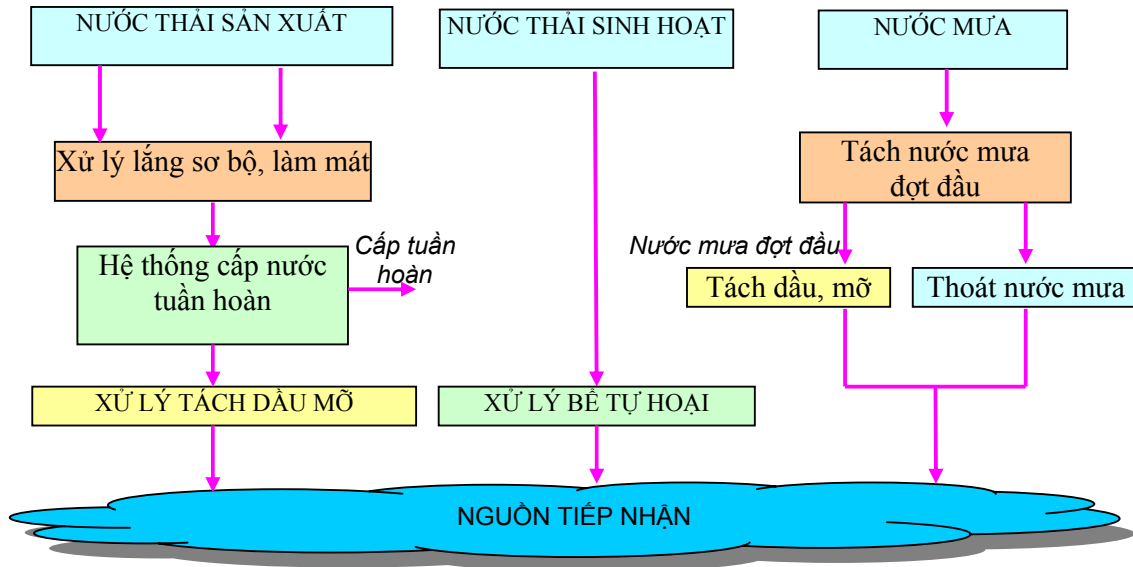 NƯỚC THẢI SẢN XUẤT
NƯỚC THẢI SINH HOẠT
NƯỚC MƯA
Xử lý lắng sơ bộ, làm mát
Tách nước mưa
đợt đầu
Hệ thống cấp nước
tuần hoàn
Cấp tuần
hoàn
Nước mưa đợt đầu
Tách dầu, mỡ
Thoát nước mưa
XỬ LÝ TÁCH DẦU MỠ
XỬ LÝ BỂ TỰ HOẠI
NGUỒN TIẾP NHẬN